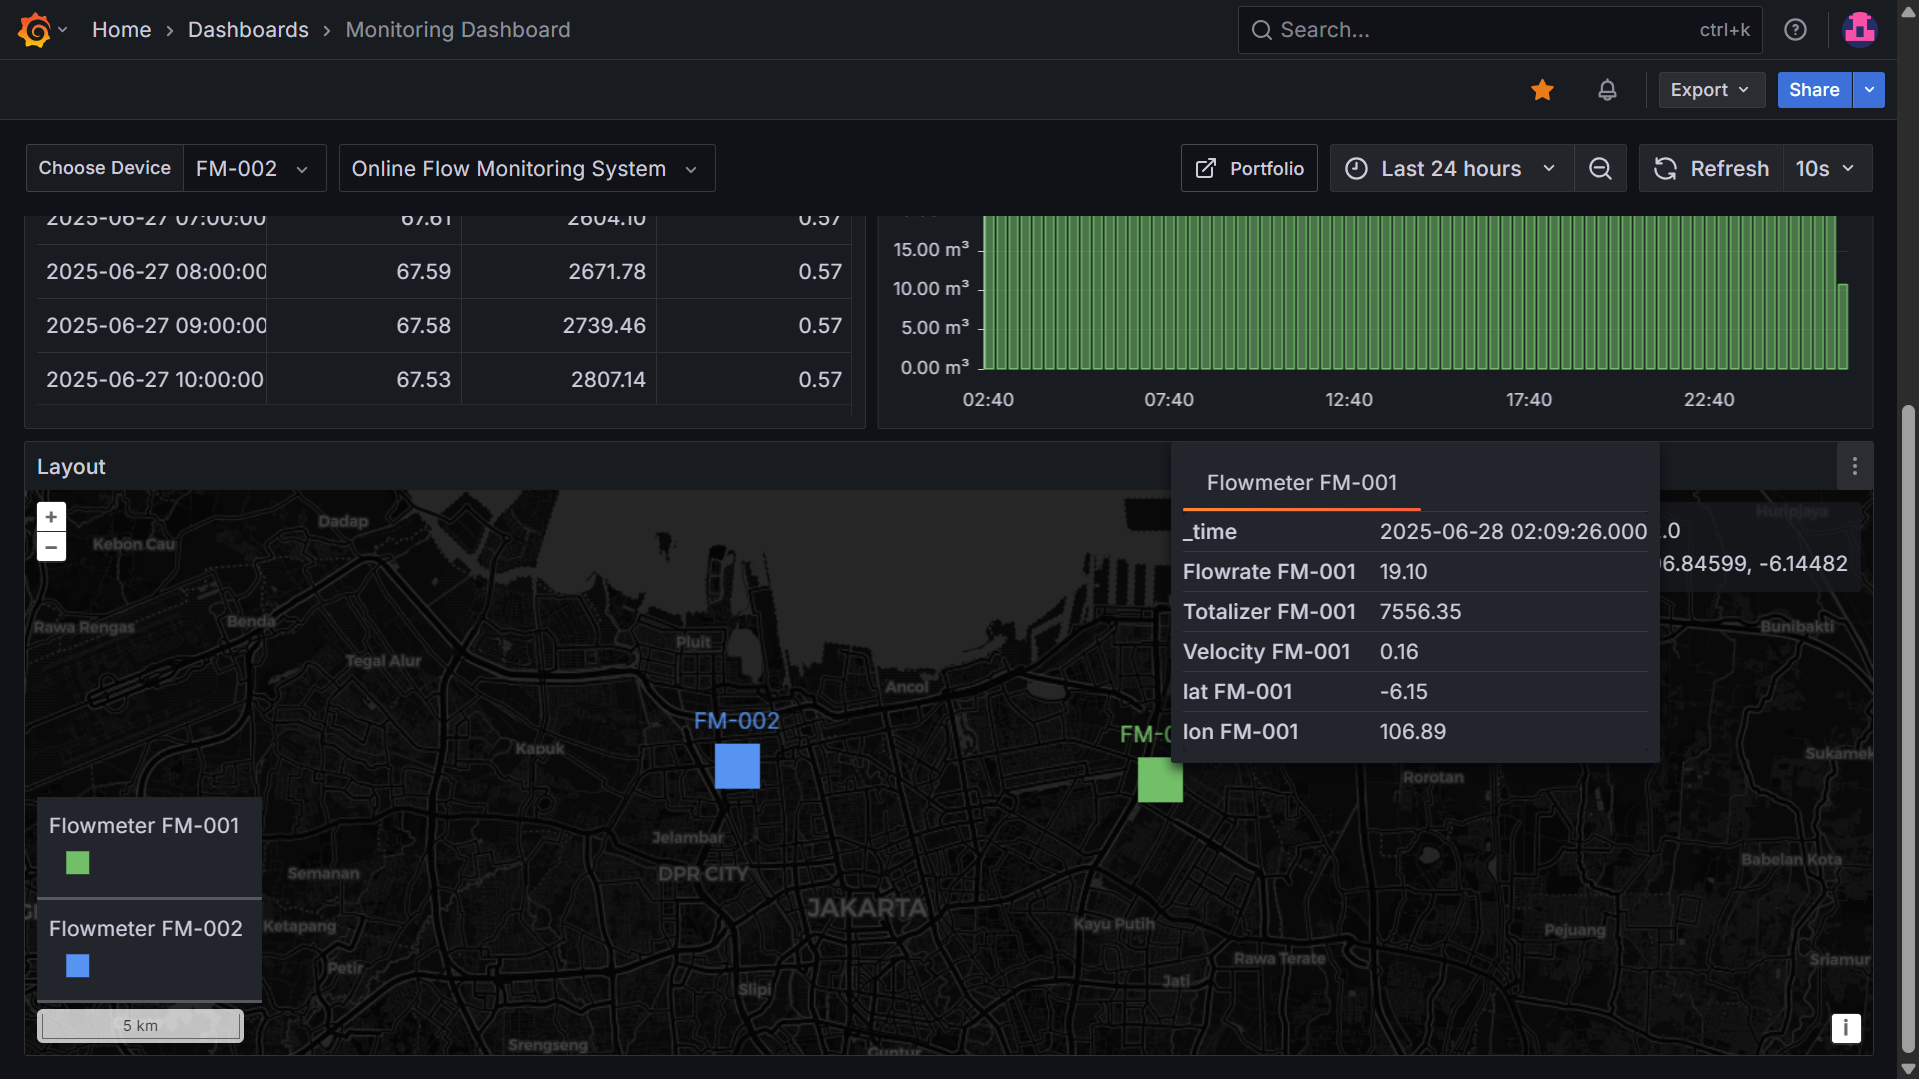 Home › Dashboards › Monitoring Dashboard
Search...
ctrl+k
Export
Share
Choose Device
FM-002
Online Flow Monitoring System
Portfolio
Last 24 hours
Refresh
10s
2025-06-27 07:00:00 67.61 2604.10 0.57
2025-06-27 08:00:00 67.59 2671.78 0.57
2025-06-27 09:00:00 67.58 2739.46 0.57
2025-06-27 10:00:00 67.53 2807.14 0.57
15.00 m³
10.00 m³
5.00 m³
0.00 m³
02:40 07:40 12:40 17:40 22:40
Layout
+
−
Flowmeter FM-001
_time 2025-06-28 02:09:26.000
Flowrate FM-001 19.10
Totalizer FM-001 7556.35
Velocity FM-001 0.16
lat FM-001 -6.15
lon FM-001 106.89
.0
6.84599, -6.14482
Huripjaya
Dadap
Kebon Cau
Benda
Rawa Rengas
Tegal Alur
Pluit
Ancol
Bunibakti
FM-002
FM-0
Kapuk
Sukamek
Rorotan
Jelambar
DPR CITY
Semanan
JAKARTA
Babelan Kota
Ketapang
Kayu Putih
Pejuang
Petir
Slipi
Jati
Rawa Terate
Sriamur
Srengseng
Guntur
Flowmeter FM-001
Flowmeter FM-002
5 km
i